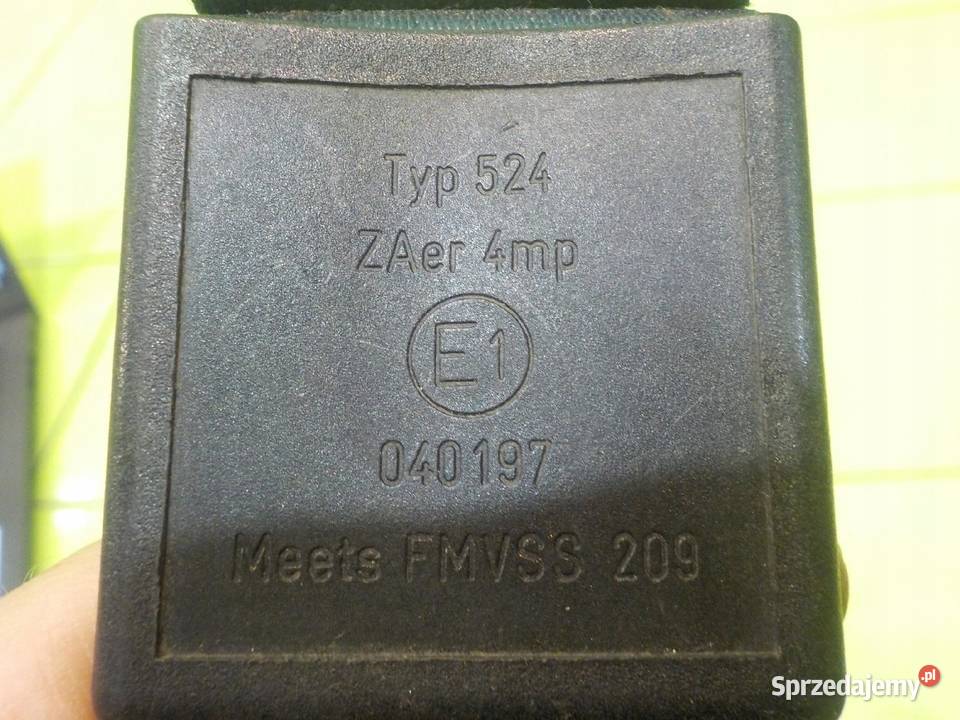 Typ 524
ZAer 4mp
E1
040197
Meets FMVSS 209
Sprzedajemy.pl